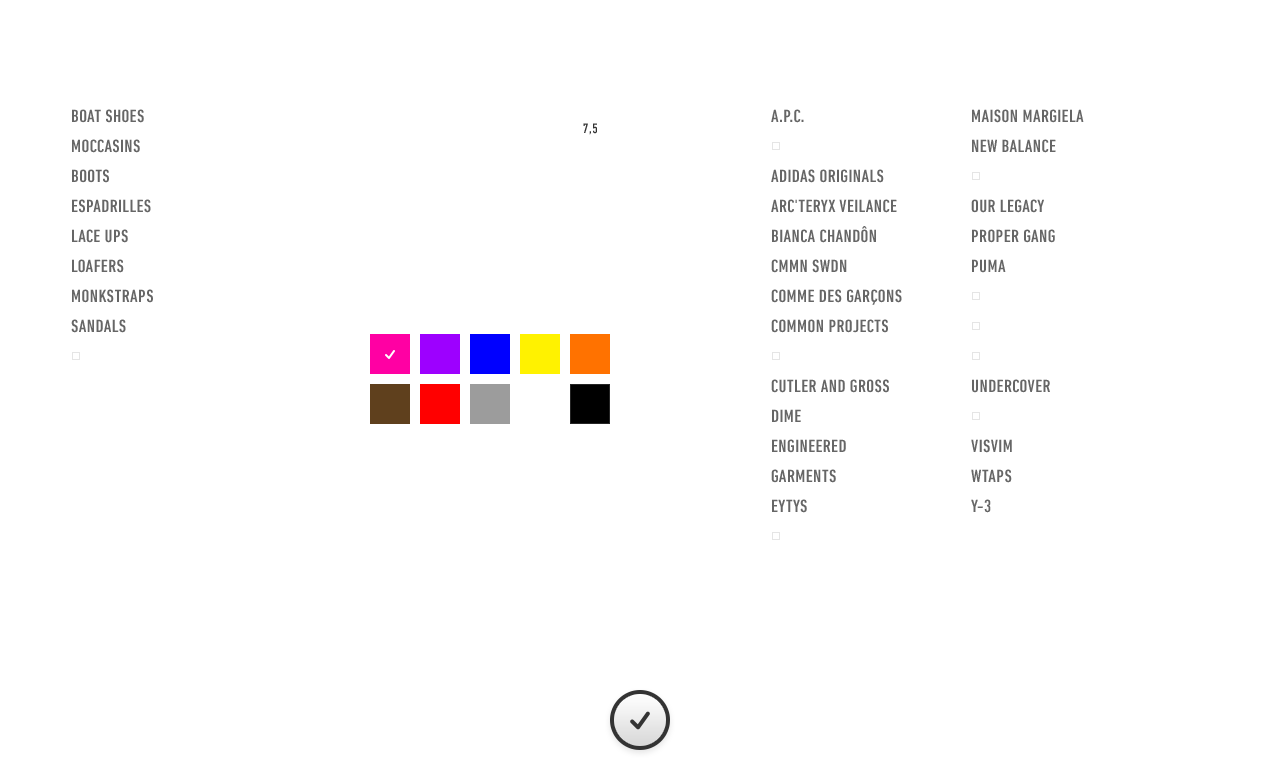 BOAT SHOES
MOCCASINS
BOOTS
ESPADRILLES
LACE UPS
LOAFERS
MONKSTRAPS
SANDALS
7,5
A.P.C.
ADIDAS ORIGINALS
ARC'TERYX VEILANCE
BIANCA CHANDÔN
CMMN SWDN
COMME DES GARÇONS
COMMON PROJECTS
CUTLER AND GROSS
DIME
ENGINEERED
GARMENTS
EYTYS
MAISON MARGIELA
NEW BALANCE
OUR LEGACY
PROPER GANG
PUMA
UNDERCOVER
VISVIM
WTAPS
Y-3